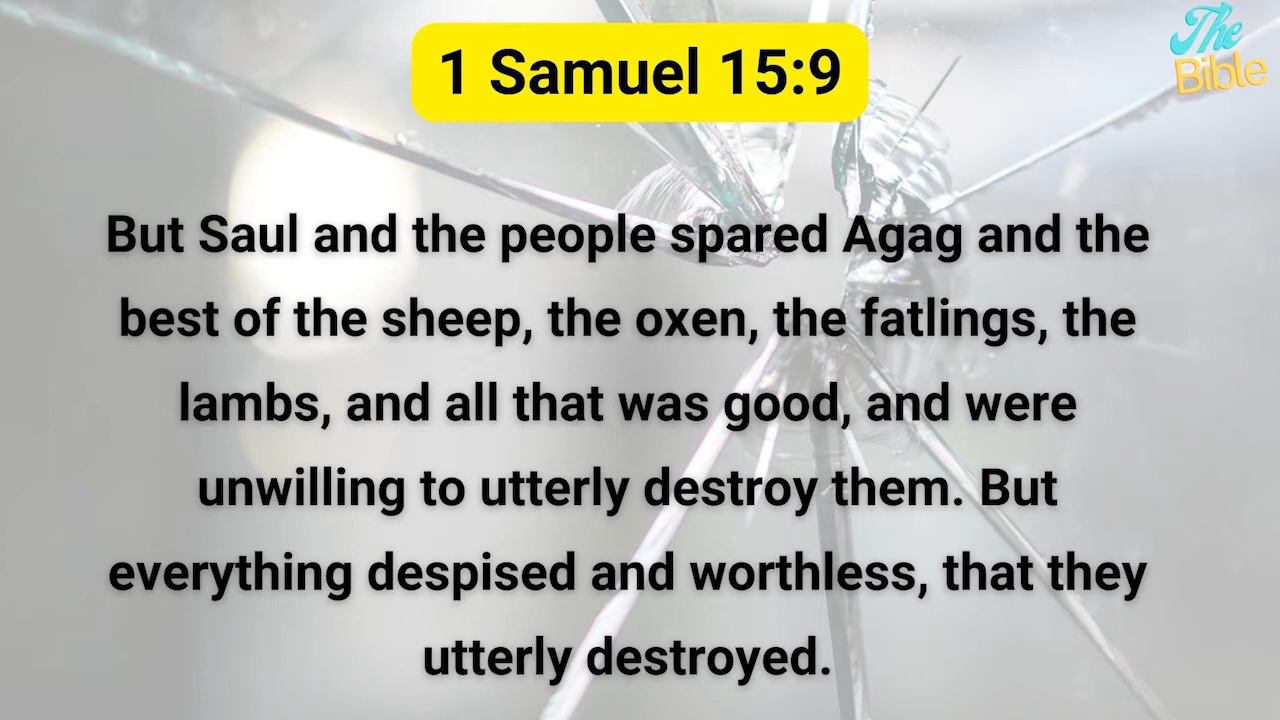 1 Samuel 15:9
The
Bible
But Saul and the people spared Agag and the
best of the sheep, the oxen, the fatlings, the
lambs, and all that was good, and were
unwilling to utterly destroy them. But
everything despised and worthless, that they
utterly destroyed.